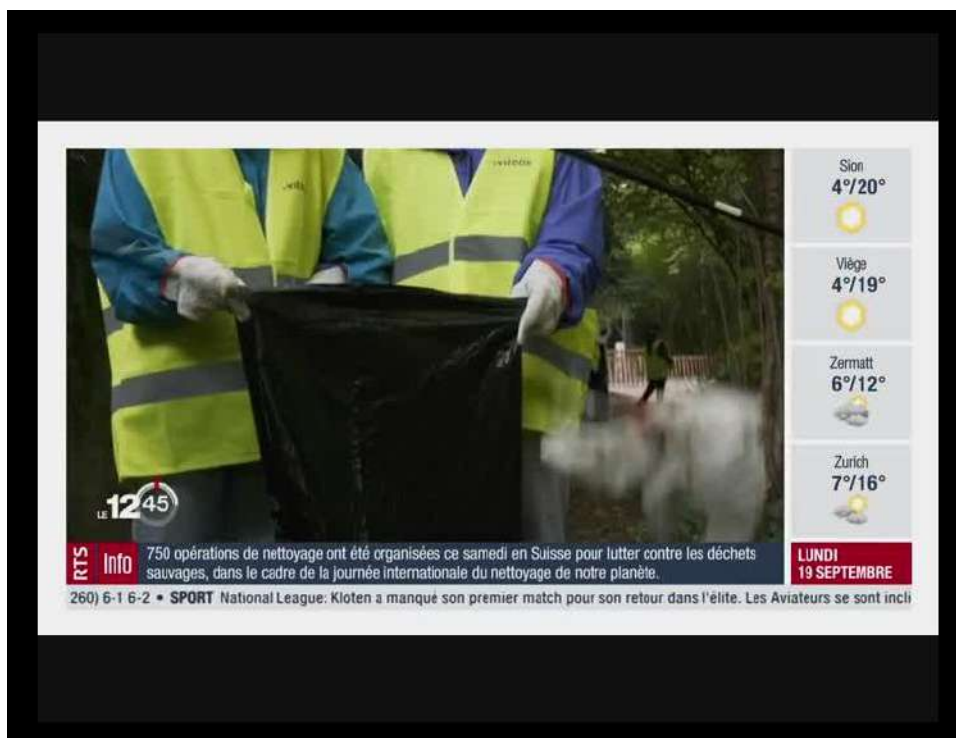 Sion
4°/20°
Viège
4°/19°
Zermatt
6°/12°
Zurich
7°/16°
LE 12 45
RTS Info
750 opérations de nettoyage ont été organisées ce samedi en Suisse pour lutter contre les déchets
sauvages, dans le cadre de la journée internationale du nettoyage de notre planète.
LUNDI
19 SEPTEMBRE
260) 6-1 6-2 • SPORT National League: Kloten a manqué son premier match pour son retour dans l'élite. Les Aviateurs se sont incli